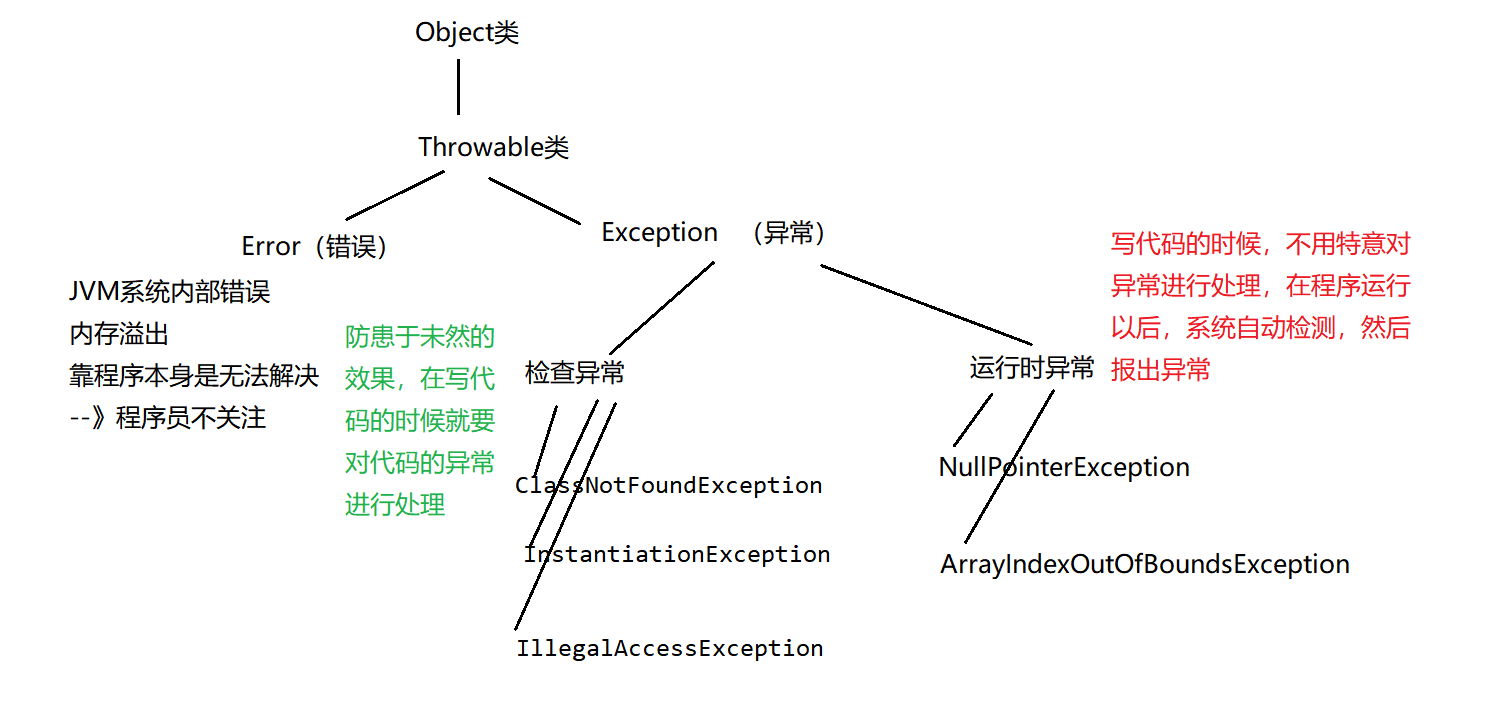 Object类
Throwable类
Error（错误）
JVM系统内部错误
内存溢出
靠程序本身是无法解决
--》程序员不关注
Exception （异常）
防患于未然的
效果，在写代
码的时候就要
对代码的异常
进行处理
检查异常
ClassNotFoundException
InstantiationException
IllegalAccessException
运行时异常
写代码的时候，不用特意对
异常进行处理，在程序运行
以后，系统自动检测，然后
报出异常
NullPointerException
ArrayIndexOutOfBoundsException